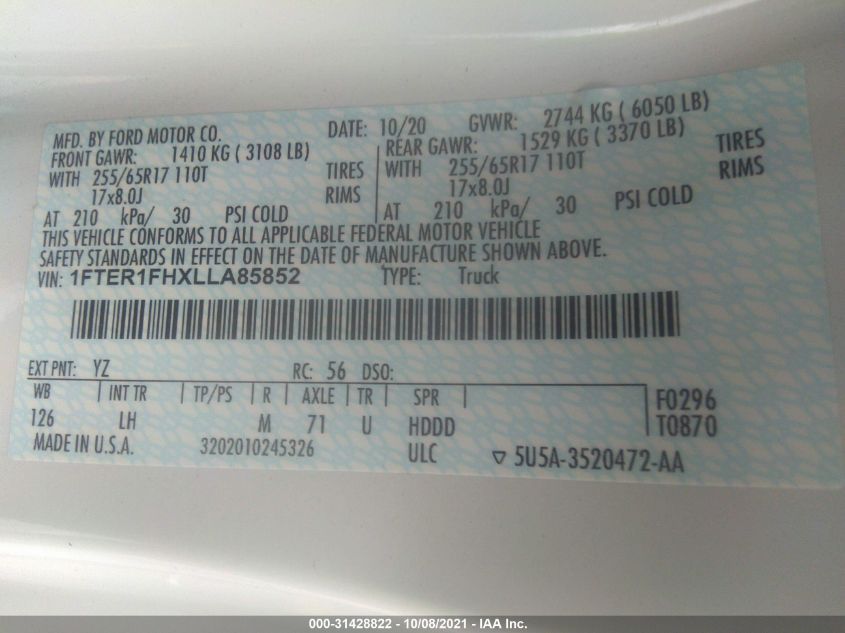 MFD. BY FORD MOTOR CO. DATE: 10/20 GVWR: 2744 KG ( 6050 LB)
FRONT GAWR: 1410 KG ( 3108 LB) REAR GAWR: 1529 KG ( 3370 LB)
WITH 255/65R17 110T TIRES WITH 255/65R17 110T TIRES
17x8.0J RIMS 17x8.0J RIMS
AT 210 kPa/ 30 PSI COLD AT 210 kPa/ 30 PSI COLD
THIS VEHICLE CONFORMS TO ALL APPLICABLE FEDERAL MOTOR VEHICLE
SAFETY STANDARDS IN EFFECT ON THE DATE OF MANUFACTURE SHOWN ABOVE.
VIN: 1FTER1FHXLLA85852 TYPE: Truck
EXT PNT: YZ RC: 56 DSO:
WB INT TR TP/PS R AXLE TR SPR F0296
126 LH M 71 U HDDD T0870
MADE IN U.S.A. 3202010245326 ULC ▽ 5U5A-3520472-AA
000-31428822 - 10/08/2021 - IAA Inc.